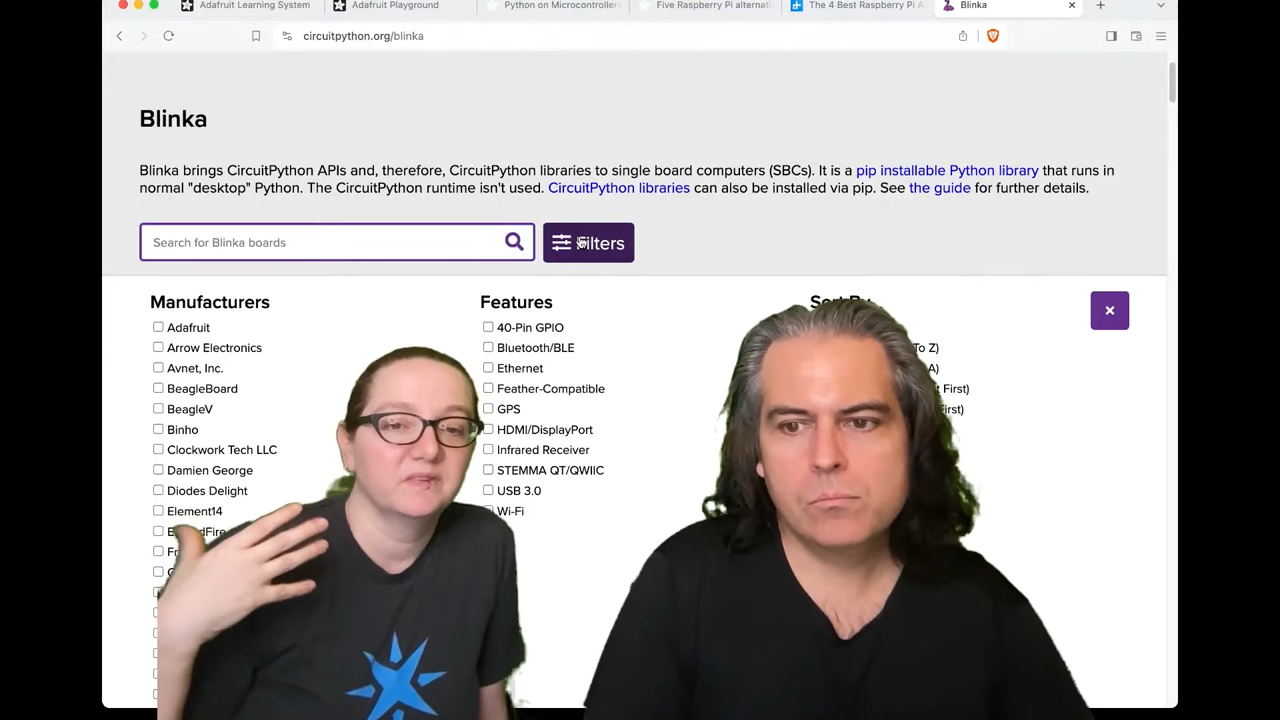 Adafruit Learning System
Adafruit Playground
Python on Microcontroller
Five Raspberry Pi alternati
The 4 Best Raspberry Pi A
Blinka
circuitpython.org/blinka
Blinka
Blinka brings CircuitPython APIs and, therefore, CircuitPython libraries to single board computers (SBCs). It is a pip installable Python library that runs in
normal "desktop" Python. The CircuitPython runtime isn't used. CircuitPython libraries can also be installed via pip. See the guide for further details.
Search for Blinka boards
Filters
Manufacturers
Adafruit
Arrow Electronics
Avnet, Inc.
BeagleBoard
BeagleV
Binho
Clockwork Tech LLC
Damien George
Diodes Delight
Element14
Features
40-Pin GPIO
Bluetooth/BLE
Ethernet
Feather-Compatible
GPS
HDMI/DisplayPort
Infrared Receiver
STEMMA QT/QWIIC
USB 3.0
Wi-Fi
Sort By
To Z)
A)
First)